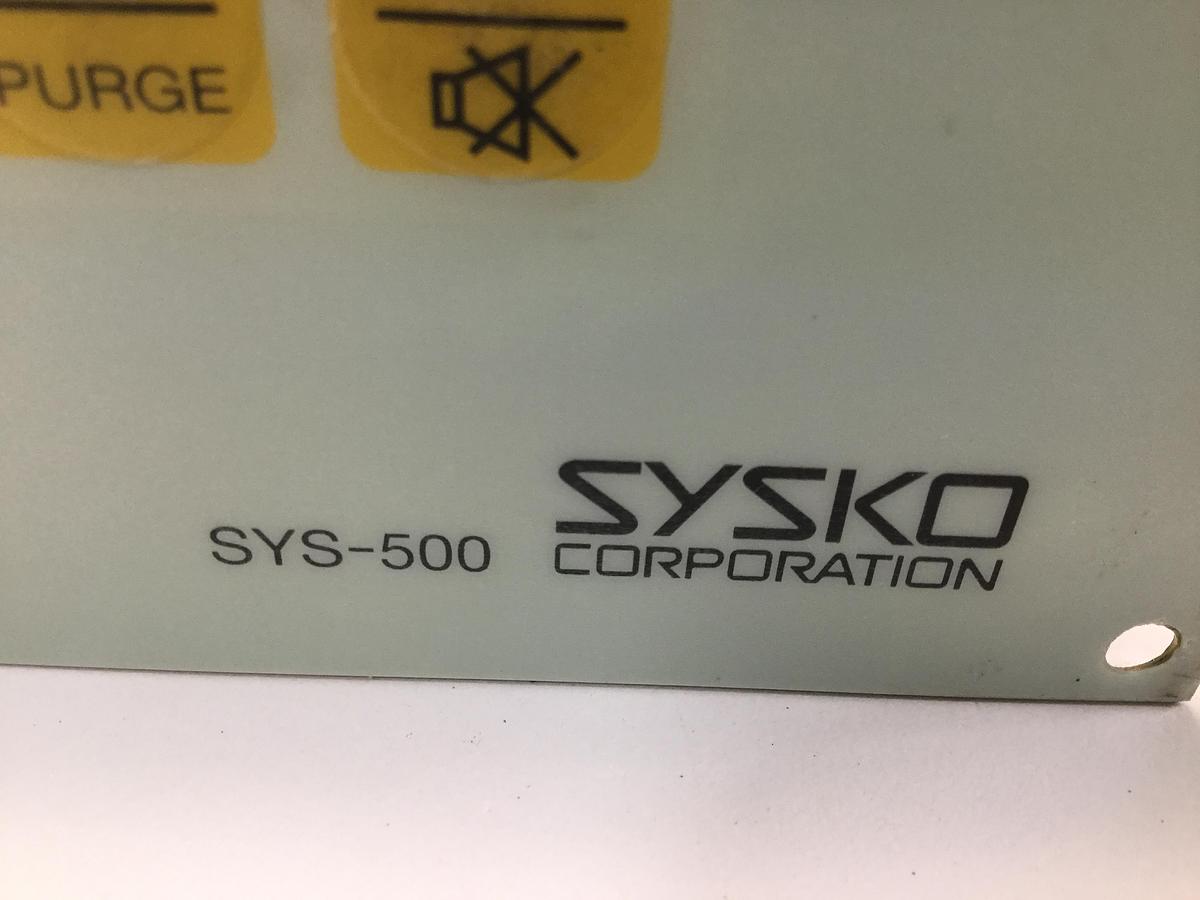 PURGE
SYS-500
SYSKO
CORPORATION